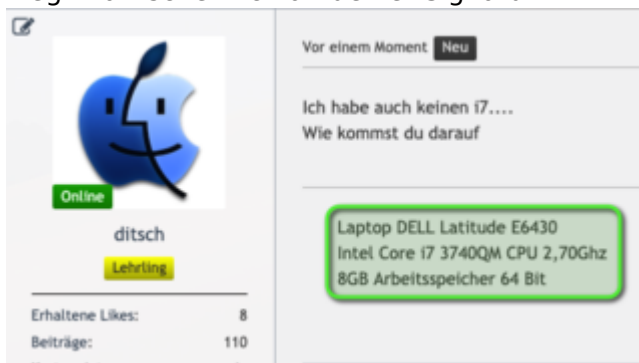 Vor einem Moment Neu
Ich habe auch keinen i7....
Wie kommst du darauf
Online
ditsch
Lehrling
Erhaltene Likes: 8
Beiträge: 110
Laptop DELL Latitude E6430
Intel Core i7 3740QM CPU 2,70Ghz
8GB Arbeitsspeicher 64 Bit